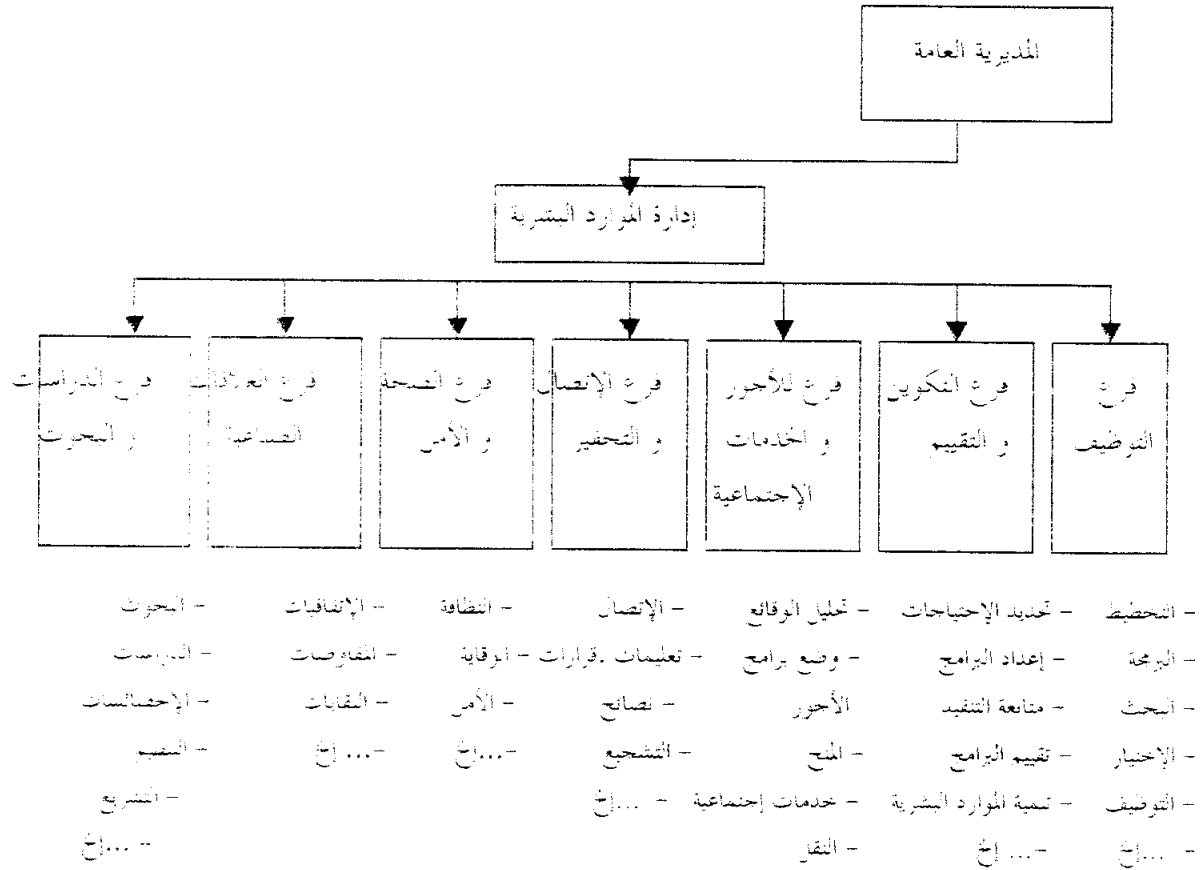 المديرية العامة
إدارة الموارد البشرية
فرع
التوظيف
فرع التكوين
و التقييم
فرع للأجور
و الخدمات
الإجتماعية
فرع الإتصال
و التحفيز
فرع الصحة
و الأمن
فرع العلاقات
الصناعية
فرع الدراسات
و البحوث
- التخطيط
- البرمجة
- البحث
- الإختيار
- التوظيف
- ...إلخ
- تحديد الإحتياجات
- إعداد البرامج
- متابعة التنفيد
- تقييم البرامج
- تنمية الموارد البشرية
-... إلخ
- تحليل الوقائع
- وضع برامج
الأجور
- المنح
- خدمات إجتماعية
- النقل
- الإتصال
- تعليمات .قرارات
- نصائح
- التشجيع
- ...إلخ
- النظافة
- الوقاية
- الأمن
-...إلخ
- الإتفاقيات
- المفاوضات
- النقابات
-... إلخ
- البحوث
- الدراسات
- الإحصائيات
-
- التشريع
- ...إلخ